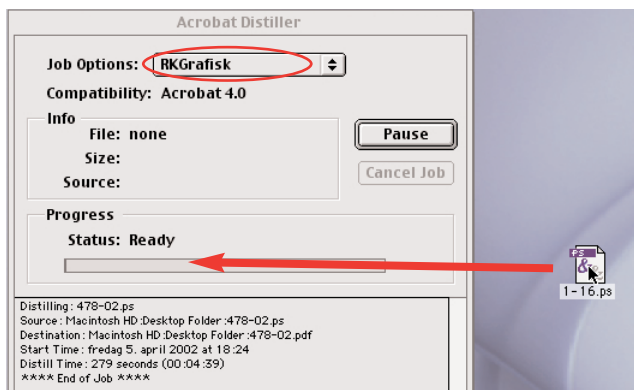 Acrobat Distiller
Job Options: RKGrafisk
Compatibility: Acrobat 4.0
Info
File: none
Size:
Source:
Pause
Cancel Job
Progress
Status: Ready
PS
&
1-16.ps
Distilling: 478-02.ps
Source: Macintosh HD:Desktop Folder:478-02.ps
Destination: Macintosh HD:Desktop Folder:478-02.pdf
Start Time: fredag 5. april 2002 at 18:24
Distill Time: 279 seconds (00:04:39)
**** End of Job ****